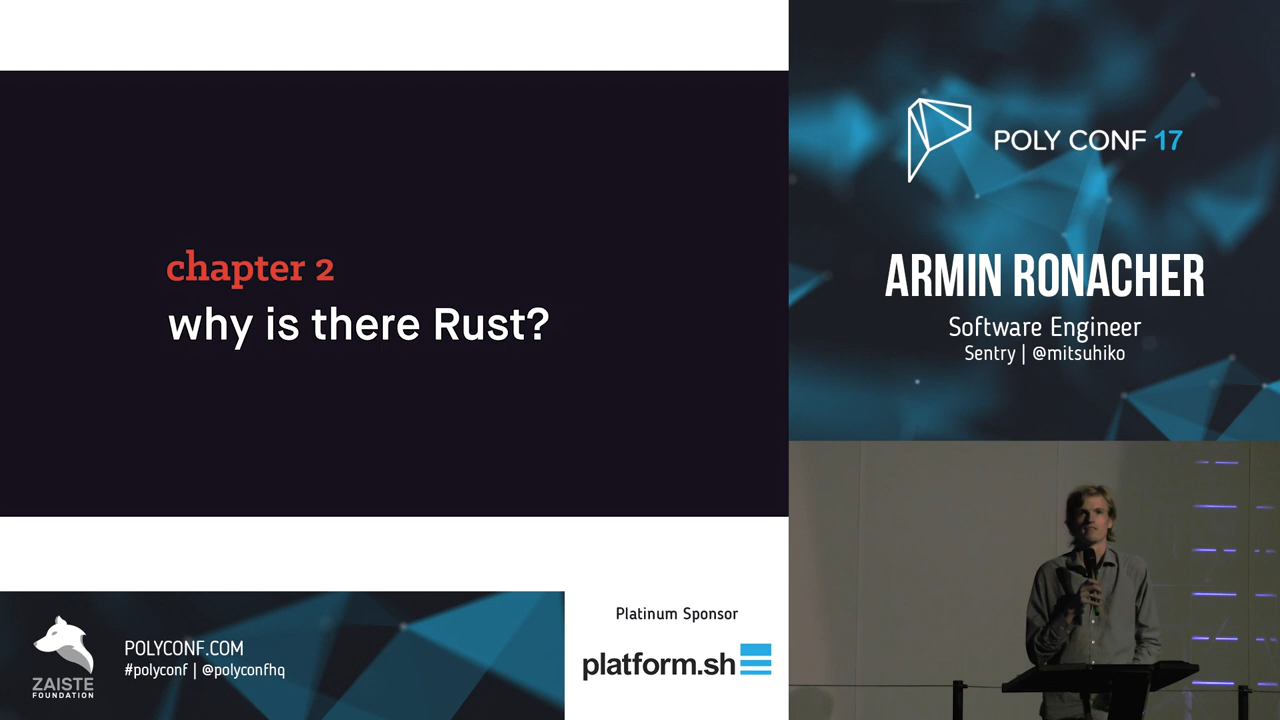 chapter 2
why is there Rust?
POLY CONF 17
ARMIN RONACHER
Software Engineer
Sentry | @mitsuhiko
ZAISTE
FOUNDATION
POLYCONF.COM
#polyconf | @polyconfhq
Platinum Sponsor
platform.sh